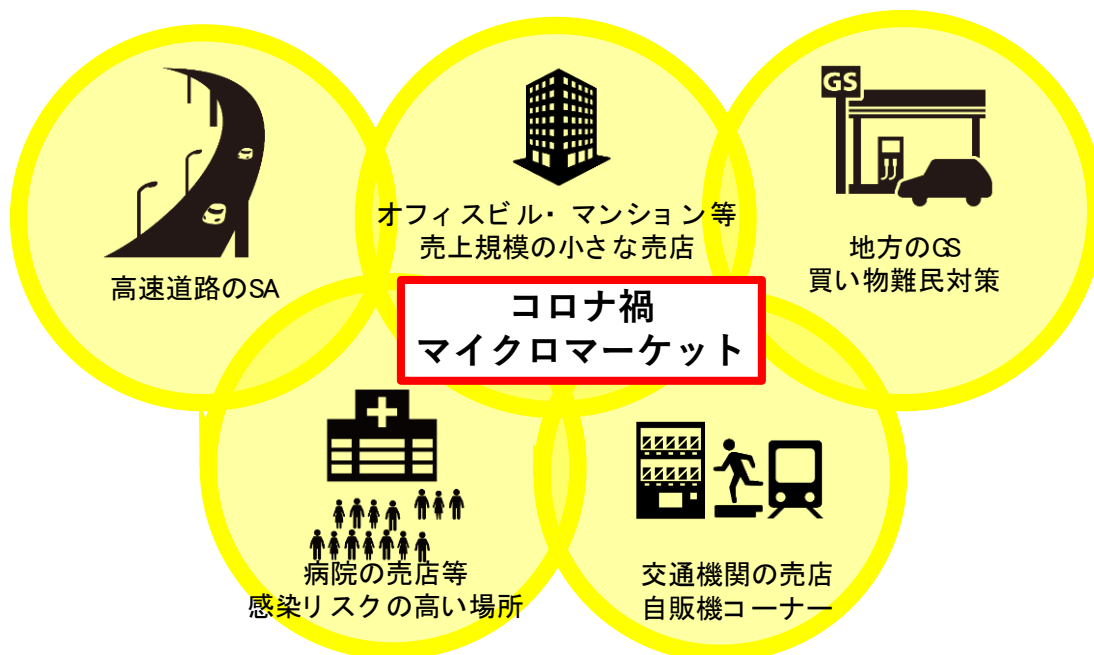 GS
高速道路のSA
オフィスビル・マンション等
売上規模の小さな売店
地方のGS
買い物難民対策
コロナ禍
マイクロマーケット
病院の売店等
感染リスクの高い場所
交通機関の売店
自販機コーナー